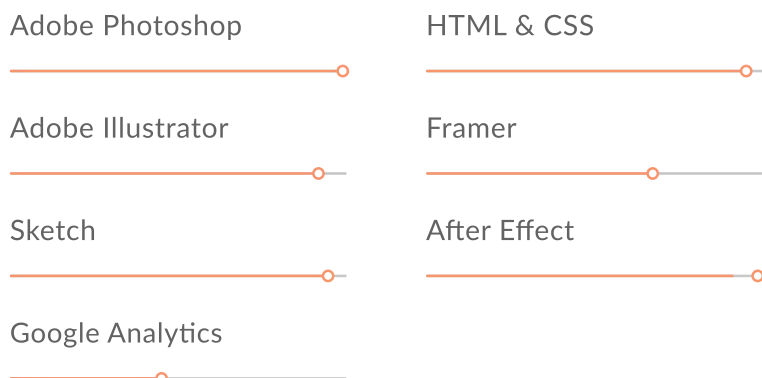 Adobe Photoshop
HTML & CSS
Adobe Illustrator
Framer
Sketch
After Effect
Google Analytics